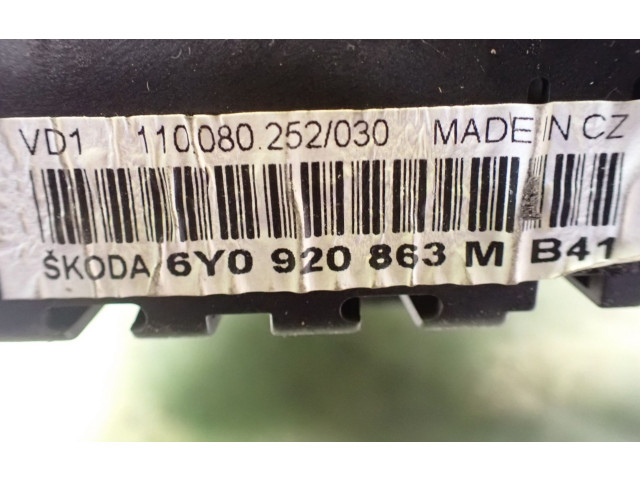 VD1 110.080.252/030 MADE IN CZ
ŠKODA 6Y0 920 863 M B41